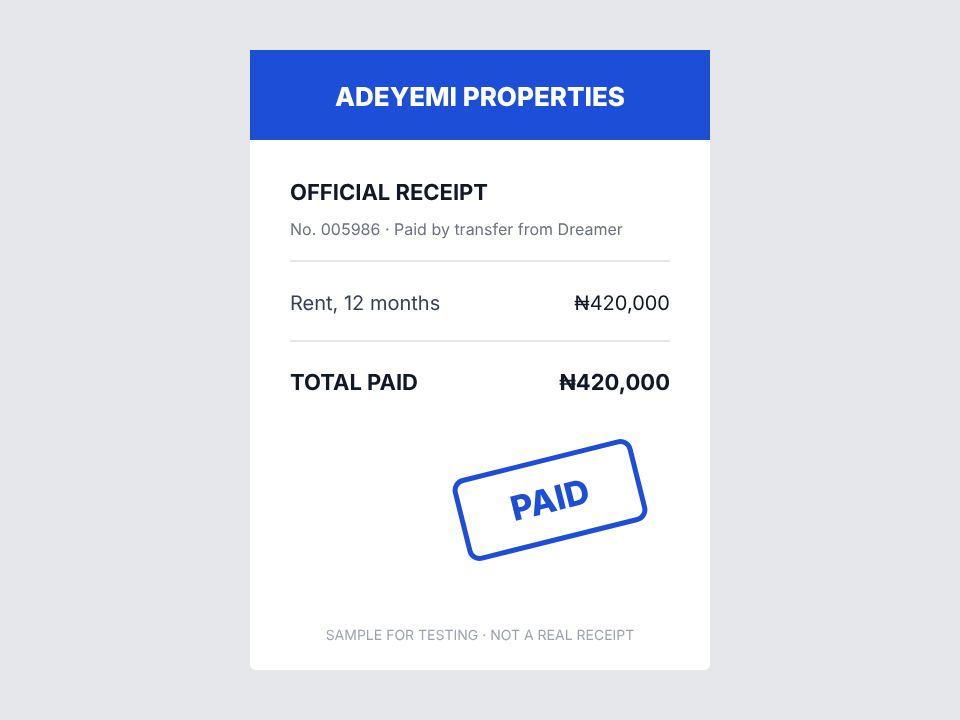 ADEYEMI PROPERTIES
OFFICIAL RECEIPT
No. 005986 · Paid by transfer from Dreamer
Rent, 12 months ₦420,000
TOTAL PAID ₦420,000
PAID
SAMPLE FOR TESTING · NOT A REAL RECEIPT